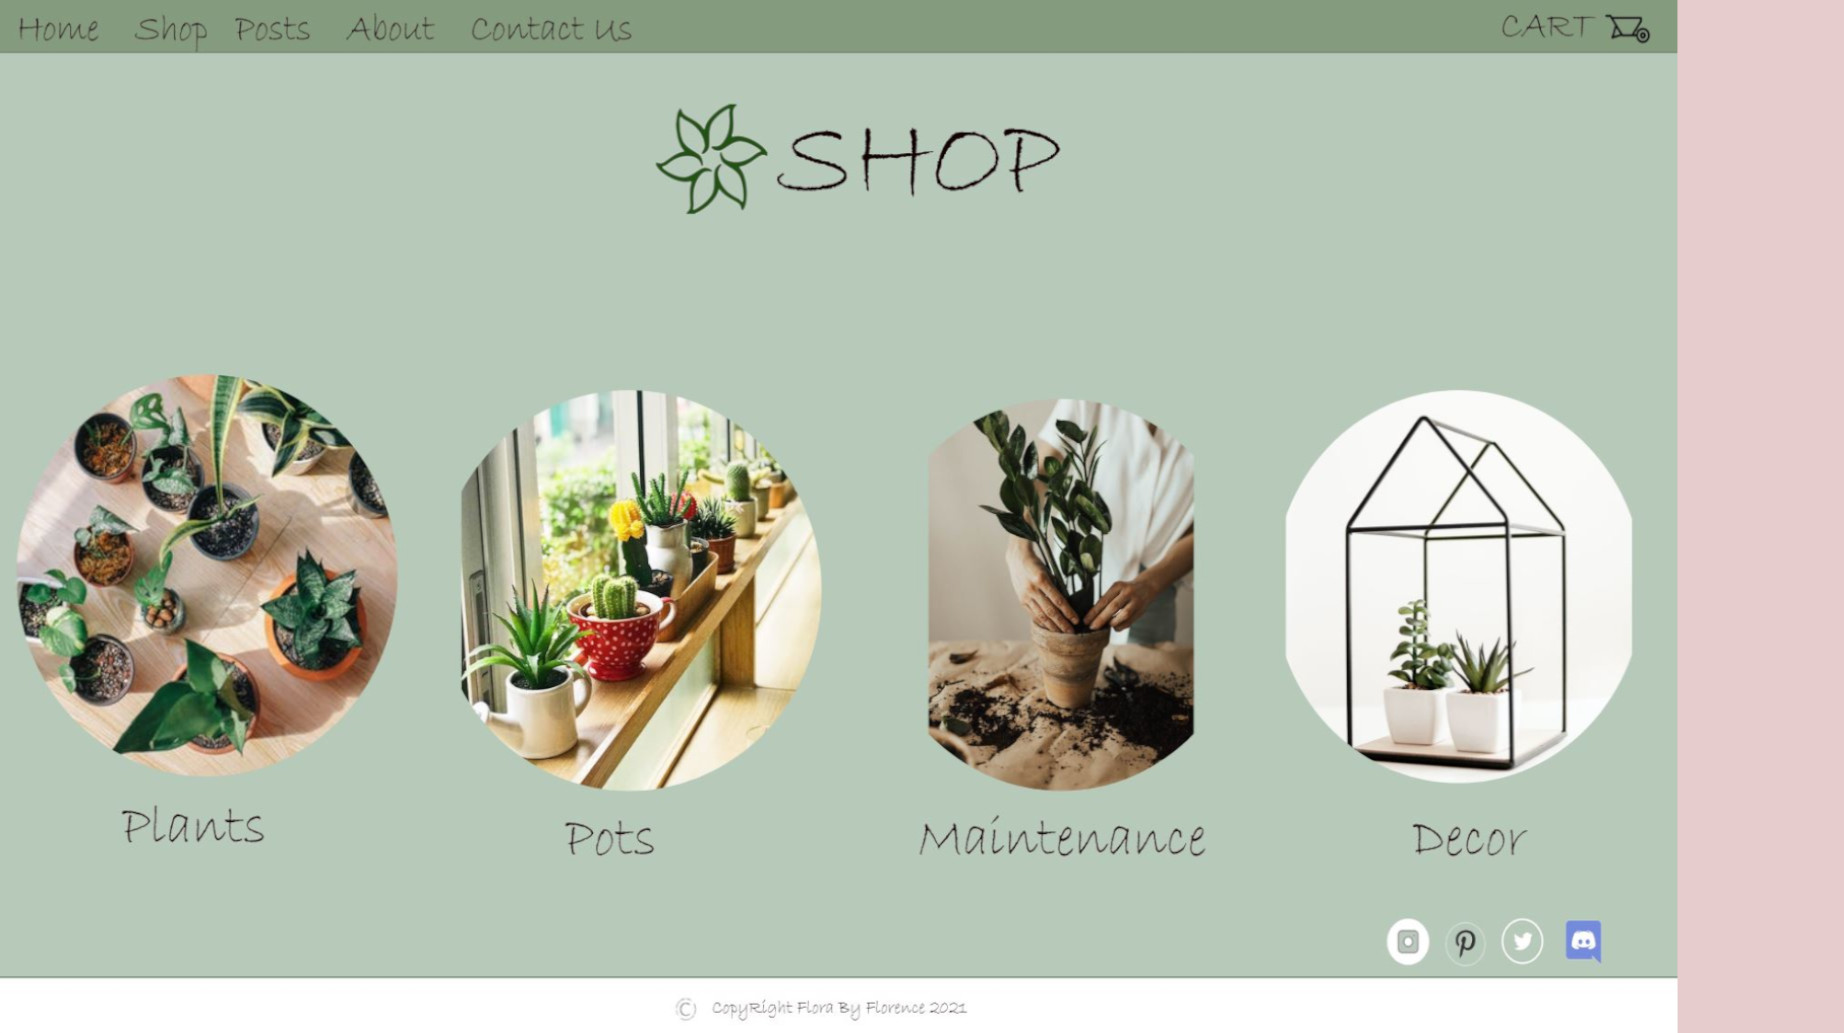 Home Shop Posts About Contact Us CART
SHOP
Plants Pots Maintenance Decor
© CopyRight Flora By Florence 2021